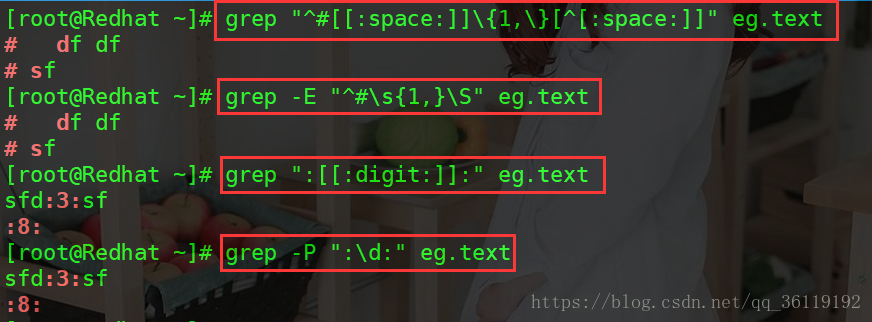 [root@Redhat ~]# grep "^#[[:space:]]\{1,\}[^[:space:]]" eg.text
#   df df
# sf
[root@Redhat ~]# grep -E "^#\s{1,}\S" eg.text
#   df df
# sf
[root@Redhat ~]# grep ":[[:digit:]]:" eg.text
sfd:3:sf
:8:
[root@Redhat ~]# grep -P ":\d:" eg.text
sfd:3:sf
:8:
https://blog.csdn.net/qq_36119192